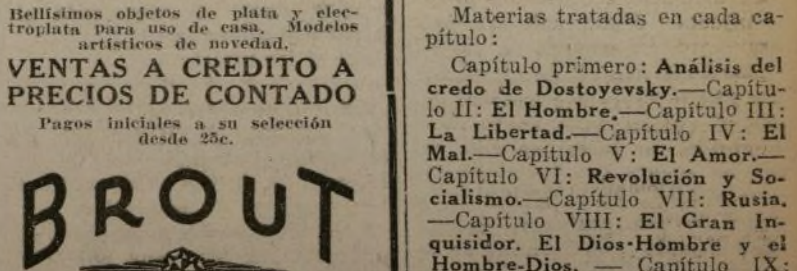 Bellísimos objetos de plata y elec-
troplata para uso de casa. Modelos
artísticos de novedad.
VENTAS A CREDITO A
PRECIOS DE CONTADO
Pagos iniciales a su selección
desde 25c.
BROUT
Materias tratadas en cada ca-
pítulo:
Capítulo primero: Análisis del
credo de Dostoyevsky.—Capítu-
lo II: El Hombre.—Capítulo III:
La Libertad.—Capítulo IV: El
Mal.—Capítulo V: El Amor.—
Capítulo VI: Revolución y So-
cialismo.—Capítulo VII: Rusia.
—Capítulo VIII: El Gran In-
quisidor. El Dios-Hombre y el
Hombre-Dios. — Capítulo IX: